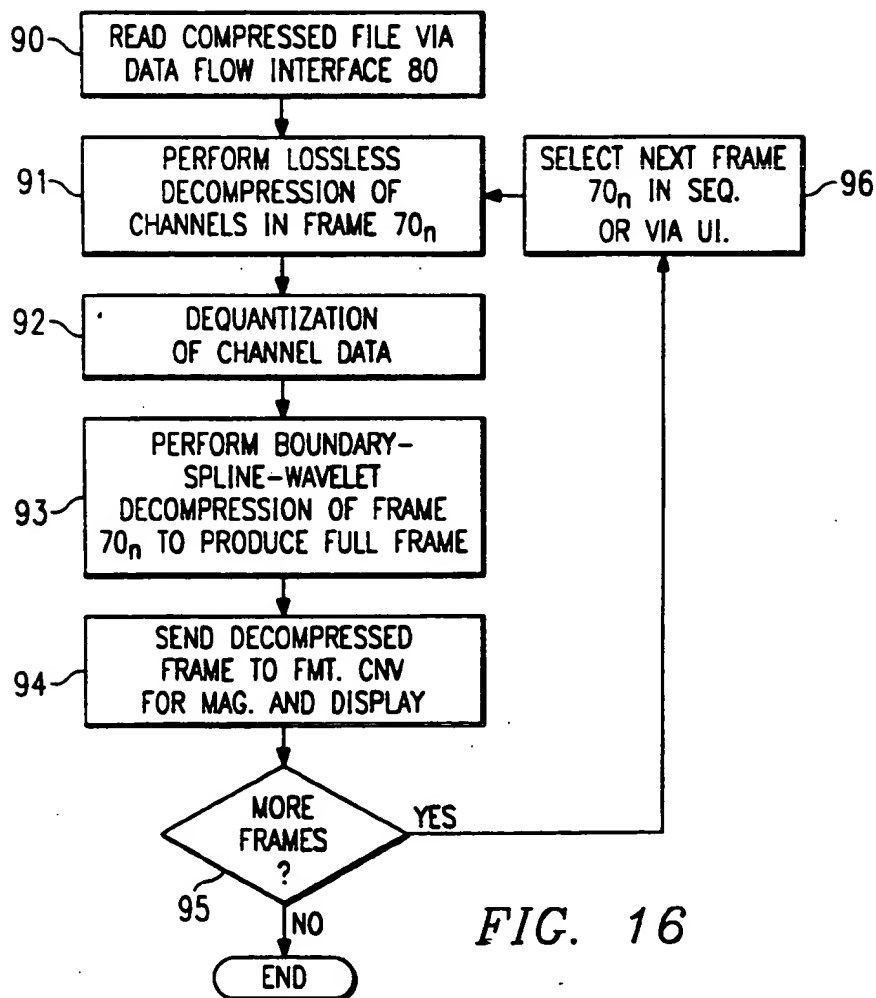 90
READ COMPRESSED FILE VIA
DATA FLOW INTERFACE 80
91
PERFORM LOSSLESS
DECOMPRESSION OF
CHANNELS IN FRAME 70n
SELECT NEXT FRAME
70n IN SEQ.
OR VIA UI.
96
92
DEQUANTIZATION
OF CHANNEL DATA
93
PERFORM BOUNDARY-
SPLINE-WAVELET
DECOMPRESSION OF FRAME
70n TO PRODUCE FULL FRAME
94
SEND DECOMPRESSED
FRAME TO FMT. CNV
FOR MAG. AND DISPLAY
MORE
FRAMES
?
YES
95
NO
END
FIG. 16